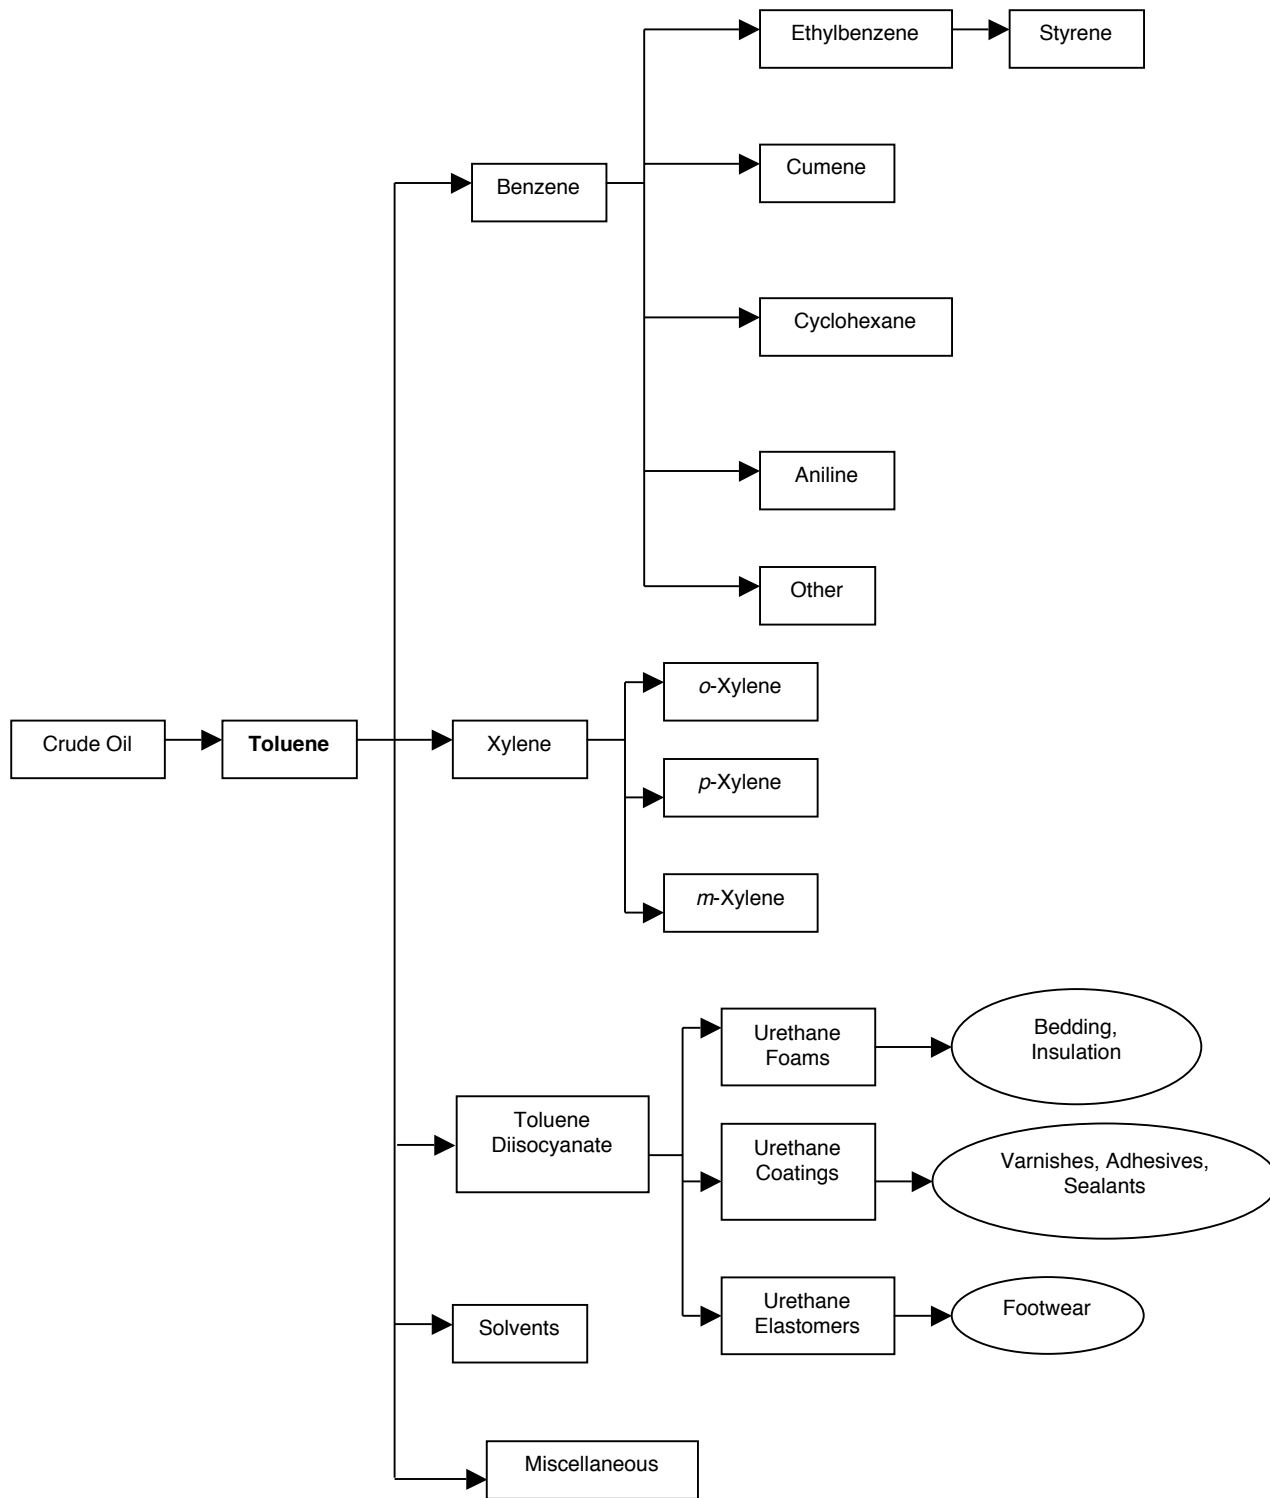 Ethylbenzene
Styrene
Cumene
Benzene
Cyclohexane
Aniline
Other
o-Xylene
Crude Oil
Toluene
Xylene
p-Xylene
m-Xylene
Urethane
Foams
Bedding,
Insulation
Toluene
Diisocyanate
Urethane
Coatings
Varnishes, Adhesives,
Sealants
Urethane
Elastomers
Footwear
Solvents
Miscellaneous